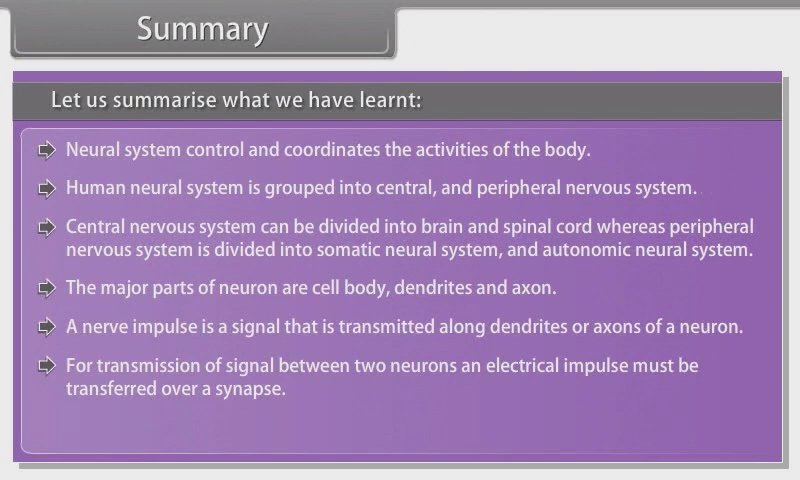 Summary
Let us summarise what we have learnt:
Neural system control and coordinates the activities of the body.
Human neural system is grouped into central, and peripheral nervous system.
Central nervous system can be divided into brain and spinal cord whereas peripheral
nervous system is divided into somatic neural system, and autonomic neural system.
The major parts of neuron are cell body, dendrites and axon.
A nerve impulse is a signal that is transmitted along dendrites or axons of a neuron.
For transmission of signal between two neurons an electrical impulse must be
transferred over a synapse.